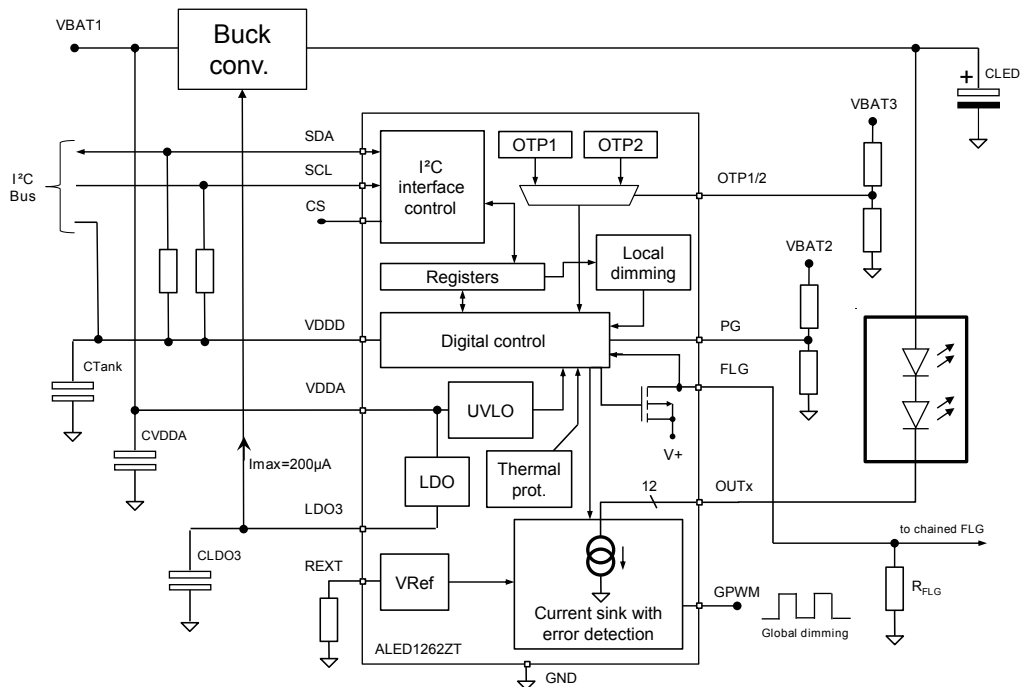 VBAT1
Buck
conv.
+
CLED
VBAT3
SDA
OTP1
OTP2
I²C
Bus
SCL
I²C
interface
control
OTP1/2
CS
VBAT2
Local
dimming
Registers
VDDD
Digital control
PG
CTank
FLG
VDDA
UVLO
CVDDA
V+
Imax=200µA
LDO
Thermal
prot.
12
OUTx
LDO3
to chained FLG
CLDO3
REXT
VRef
GPWM
RFLG
Current sink with
error detection
Global dimming
ALED1262ZT
GND